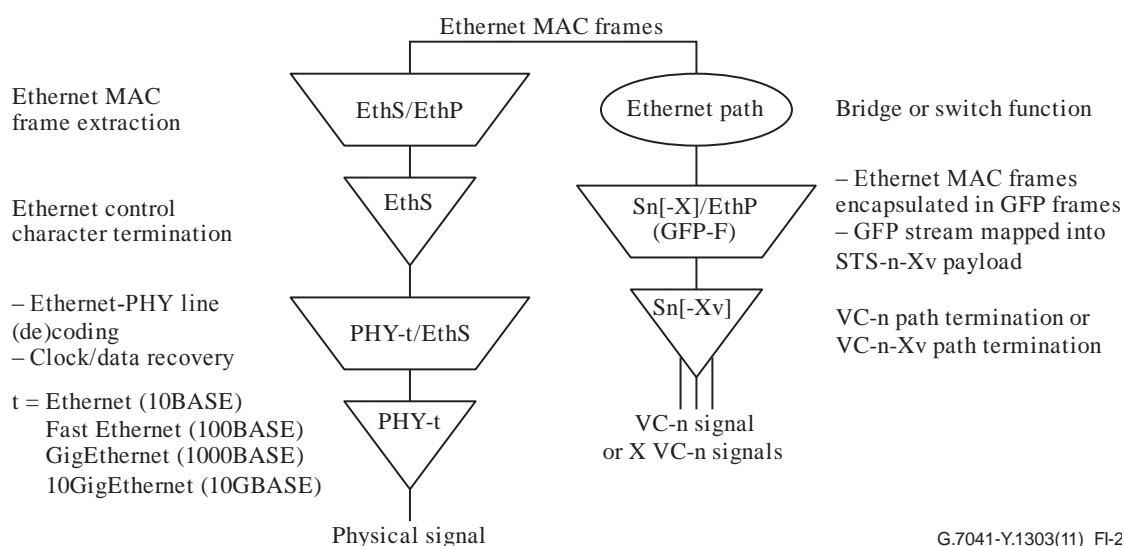 Ethernet MAC frames
Ethernet MAC
frame extraction
EthS/EthP
Ethernet path
Bridge or switch function
Ethernet control
character termination
EthS
Sn[-X]/EthP
(GFP-F)
– Ethernet MAC frames
encapsulated in GFP frames
– GFP stream mapped into
STS-n-Xv payload
– Ethernet-PHY line
(de)coding
– Clock/data recovery
PHY-t/EthS
Sn[-Xv]
VC-n path termination or
VC-n-Xv path termination
t = Ethernet (10BASE)
Fast Ethernet (100BASE)
GigEthernet (1000BASE)
10GigEthernet (10GBASE)
PHY-t
VC-n signal
or X VC-n signals
Physical signal
G.7041-Y.1303(11)_FI-2